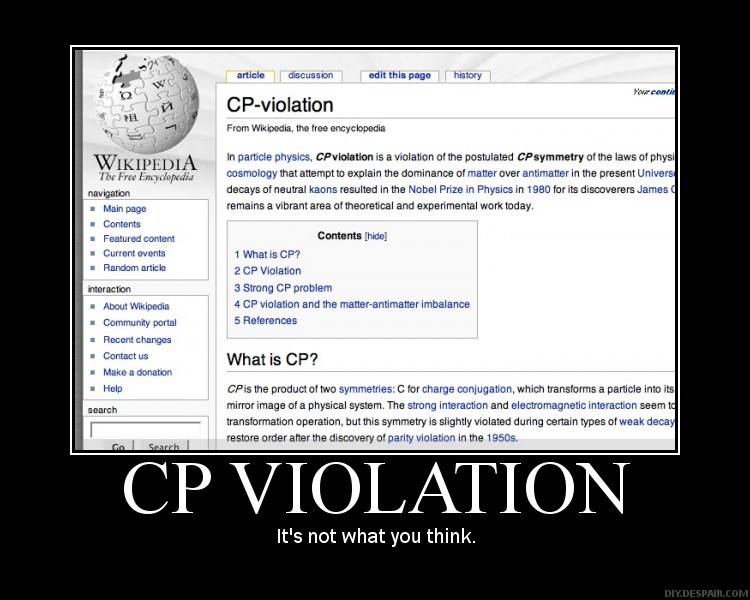 article discussion edit this page history
Your contin
CP-violation
From Wikipedia, the free encyclopedia
In particle physics, CP violation is a violation of the postulated CP symmetry of the laws of physi
cosmology that attempt to explain the dominance of matter over antimatter in the present Univers
decays of neutral kaons resulted in the Nobel Prize in Physics in 1980 for its discoverers James C
remains a vibrant area of theoretical and experimental work today.
Contents [hide]
1 What is CP?
2 CP Violation
3 Strong CP problem
4 CP violation and the matter-antimatter imbalance
5 References
What is CP?
CP is the product of two symmetries: C for charge conjugation, which transforms a particle into its
mirror image of a physical system. The strong interaction and electromagnetic interaction seem to
transformation operation, but this symmetry is slightly violated during certain types of weak decay
restore order after the discovery of parity violation in the 1950s.
Ω W И 祖
WIKIPEDIA
The Free Encyclopedia
navigation
Main page
Contents
Featured content
Current events
Random article
interaction
About Wikipedia
Community portal
Recent changes
Contact us
Make a donation
Help
search
Go Search
CP VIOLATION
It's not what you think.
DIY.DESPAIR.COM